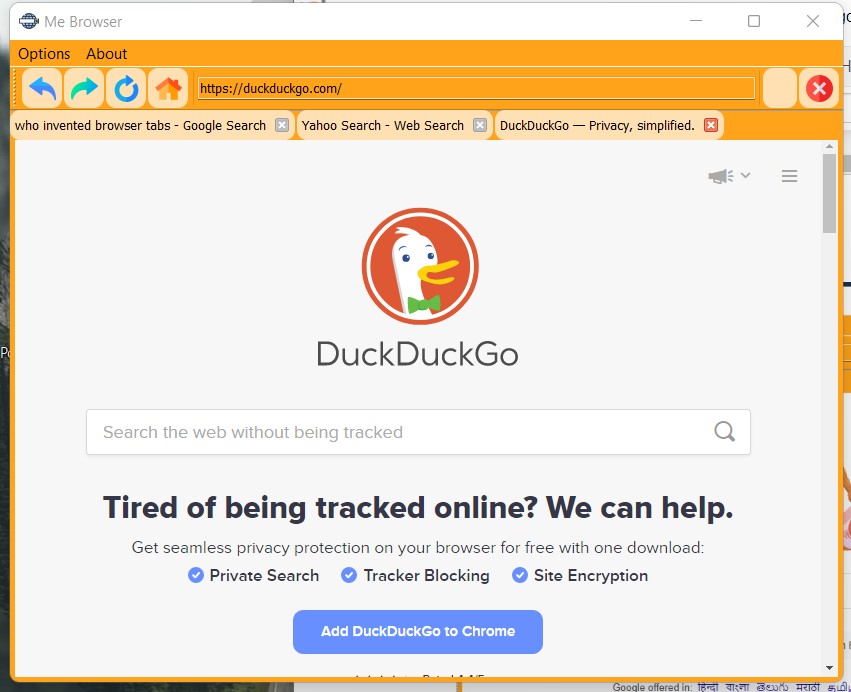 Me Browser
Options About
https://duckduckgo.com/
who invented browser tabs - Google Search Yahoo Search - Web Search DuckDuckGo — Privacy, simplified.
DuckDuckGo
Search the web without being tracked
Tired of being tracked online? We can help.
Get seamless privacy protection on your browser for free with one download:
Private Search Tracker Blocking Site Encryption
Add DuckDuckGo to Chrome
Google offered in: हिन्दी বাংলা తెలుగు मराठी